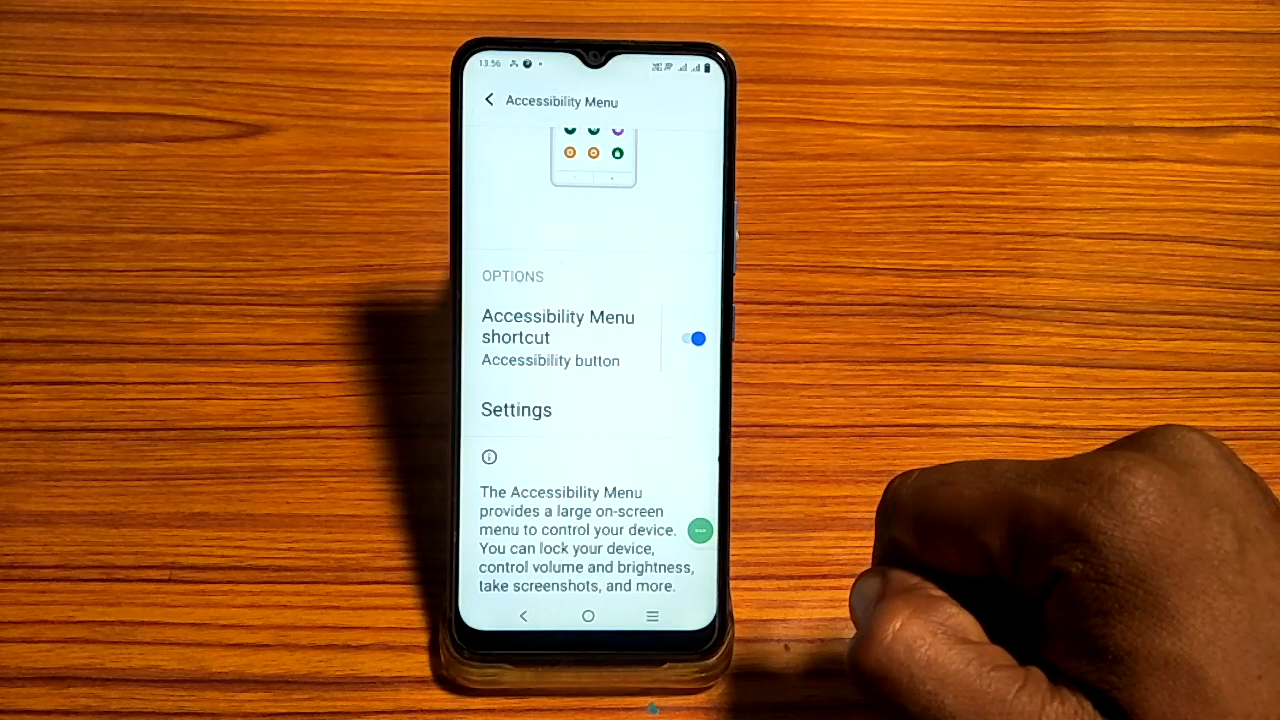 13:56
Accessibility Menu
OPTIONS
Accessibility Menu
shortcut
Accessibility button
Settings
The Accessibility Menu
provides a large on-screen
menu to control your device.
You can lock your device,
control volume and brightness,
take screenshots, and more.